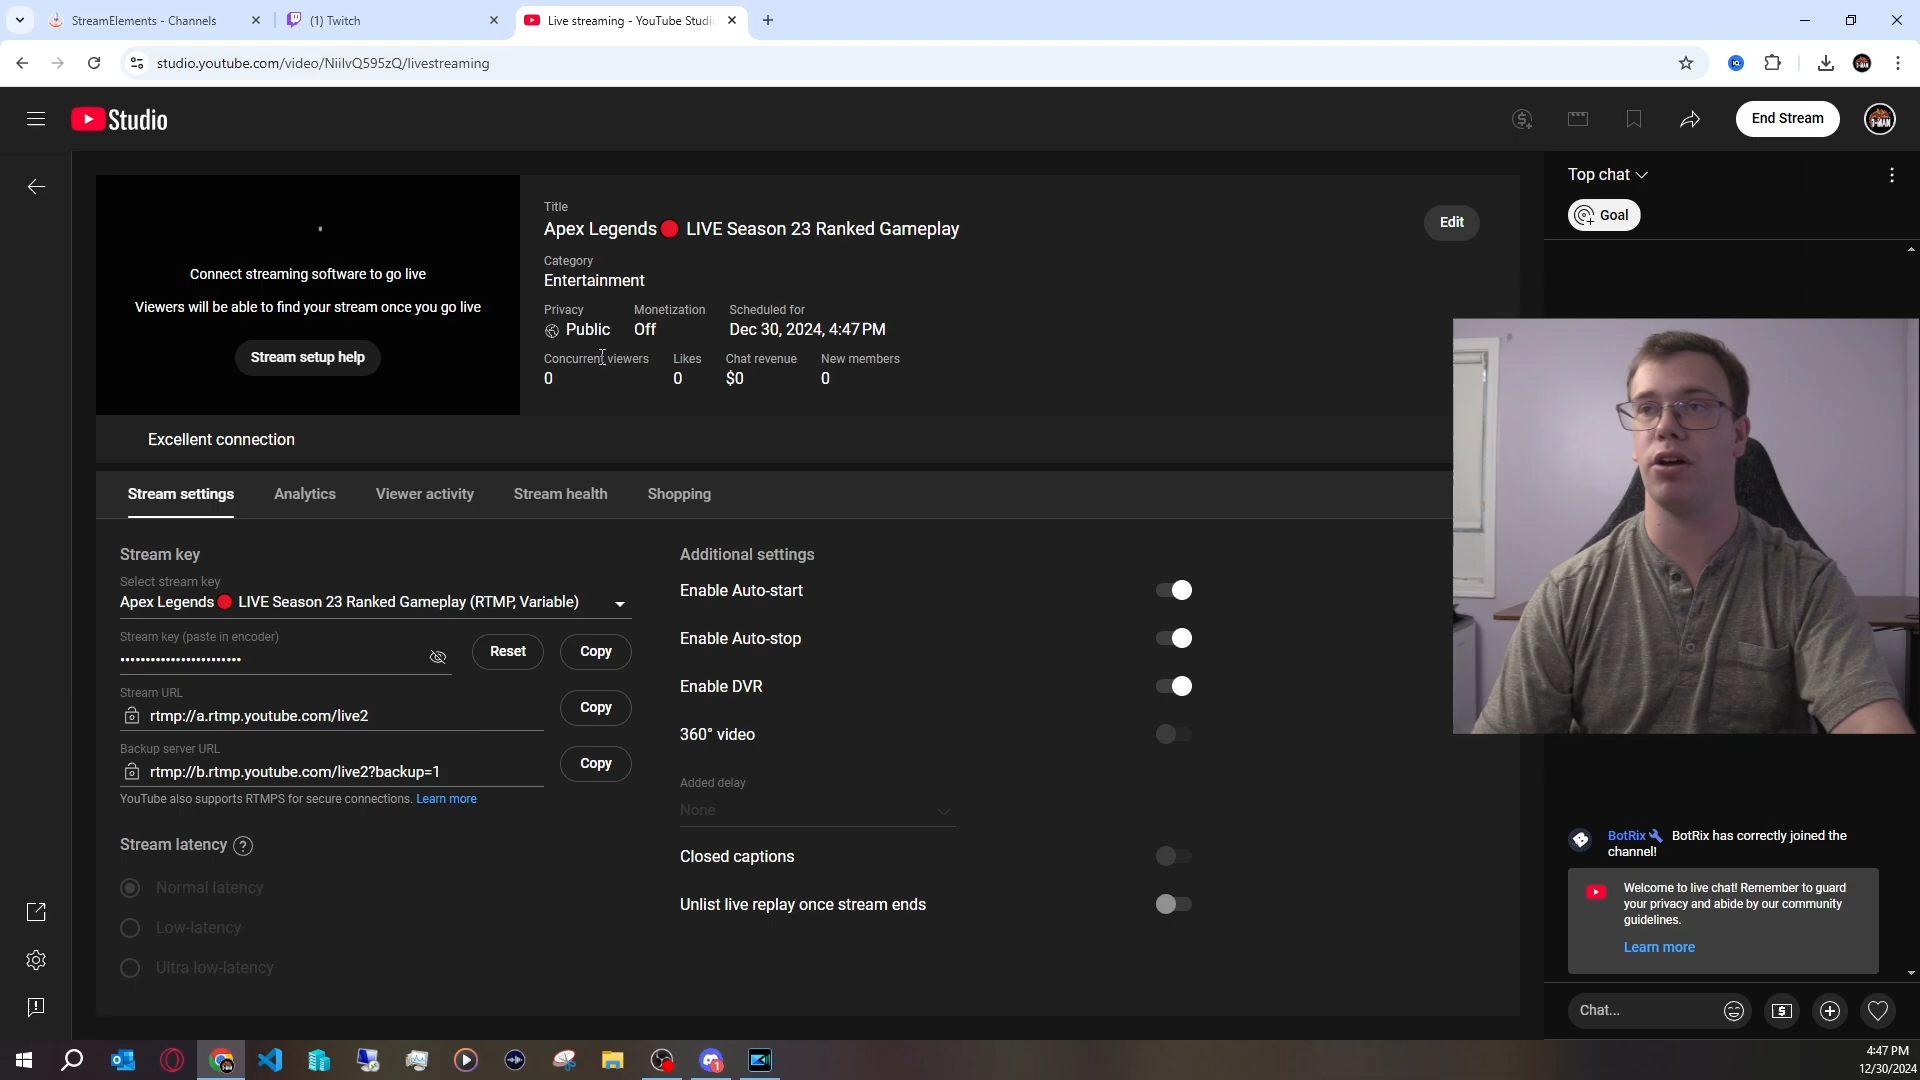 StreamElements - Channels
(1) Twitch
Live streaming - YouTube Studi
studio.youtube.com/video/NiilvQ595zQ/livestreaming
Studio
End Stream
Connect streaming software to go live
Viewers will be able to find your stream once you go live
Stream setup help
Title
Apex Legends🔴 LIVE Season 23 Ranked Gameplay
Edit
Category
Entertainment
Privacy Monetization Scheduled for
Public Off Dec 30, 2024, 4:47 PM
Concurrent viewers Likes Chat revenue New members
0 0 $0 0
Excellent connection
Stream settings Analytics Viewer activity Stream health Shopping
Stream key
Select stream key
Apex Legends🔴 LIVE Season 23 Ranked Gameplay (RTMP, Variable)
Stream key (paste in encoder)
••••••••••••••••••••••••
Reset Copy
Stream URL
rtmp://a.rtmp.youtube.com/live2
Copy
Backup server URL
rtmp://b.rtmp.youtube.com/live2?backup=1
Copy
YouTube also supports RTMPS for secure connections. Learn more
Stream latency ?
Normal latency
Low-latency
Ultra low-latency
Additional settings
Enable Auto-start
Enable Auto-stop
Enable DVR
360° video
Added delay
None
Closed captions
Unlist live replay once stream ends
Top chat
Goal
BotRix🔧 BotRix has correctly joined the
channel!
Welcome to live chat! Remember to guard
your privacy and abide by our community
guidelines.
Learn more
Chat...
4:47 PM
12/30/2024